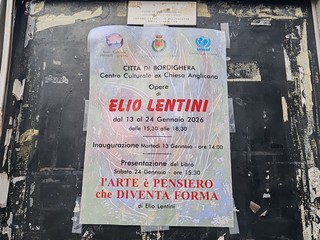 CITTÀ DI BORDIGHERA
Centro Culturale ex Chiesa Anglicana
Opere
di
ELIO LENTINI
dal 13 al 24 Gennaio 2026
dalle 15,30 alle 18,30
Inaugurazione Martedì 13 Gennaio - ore 14:00
Presentazione del Libro
Sabato 24 Gennaio - ore 15:30
l'ARTE è PENSIERO
che DIVENTA FORMA
di Elio Lentini